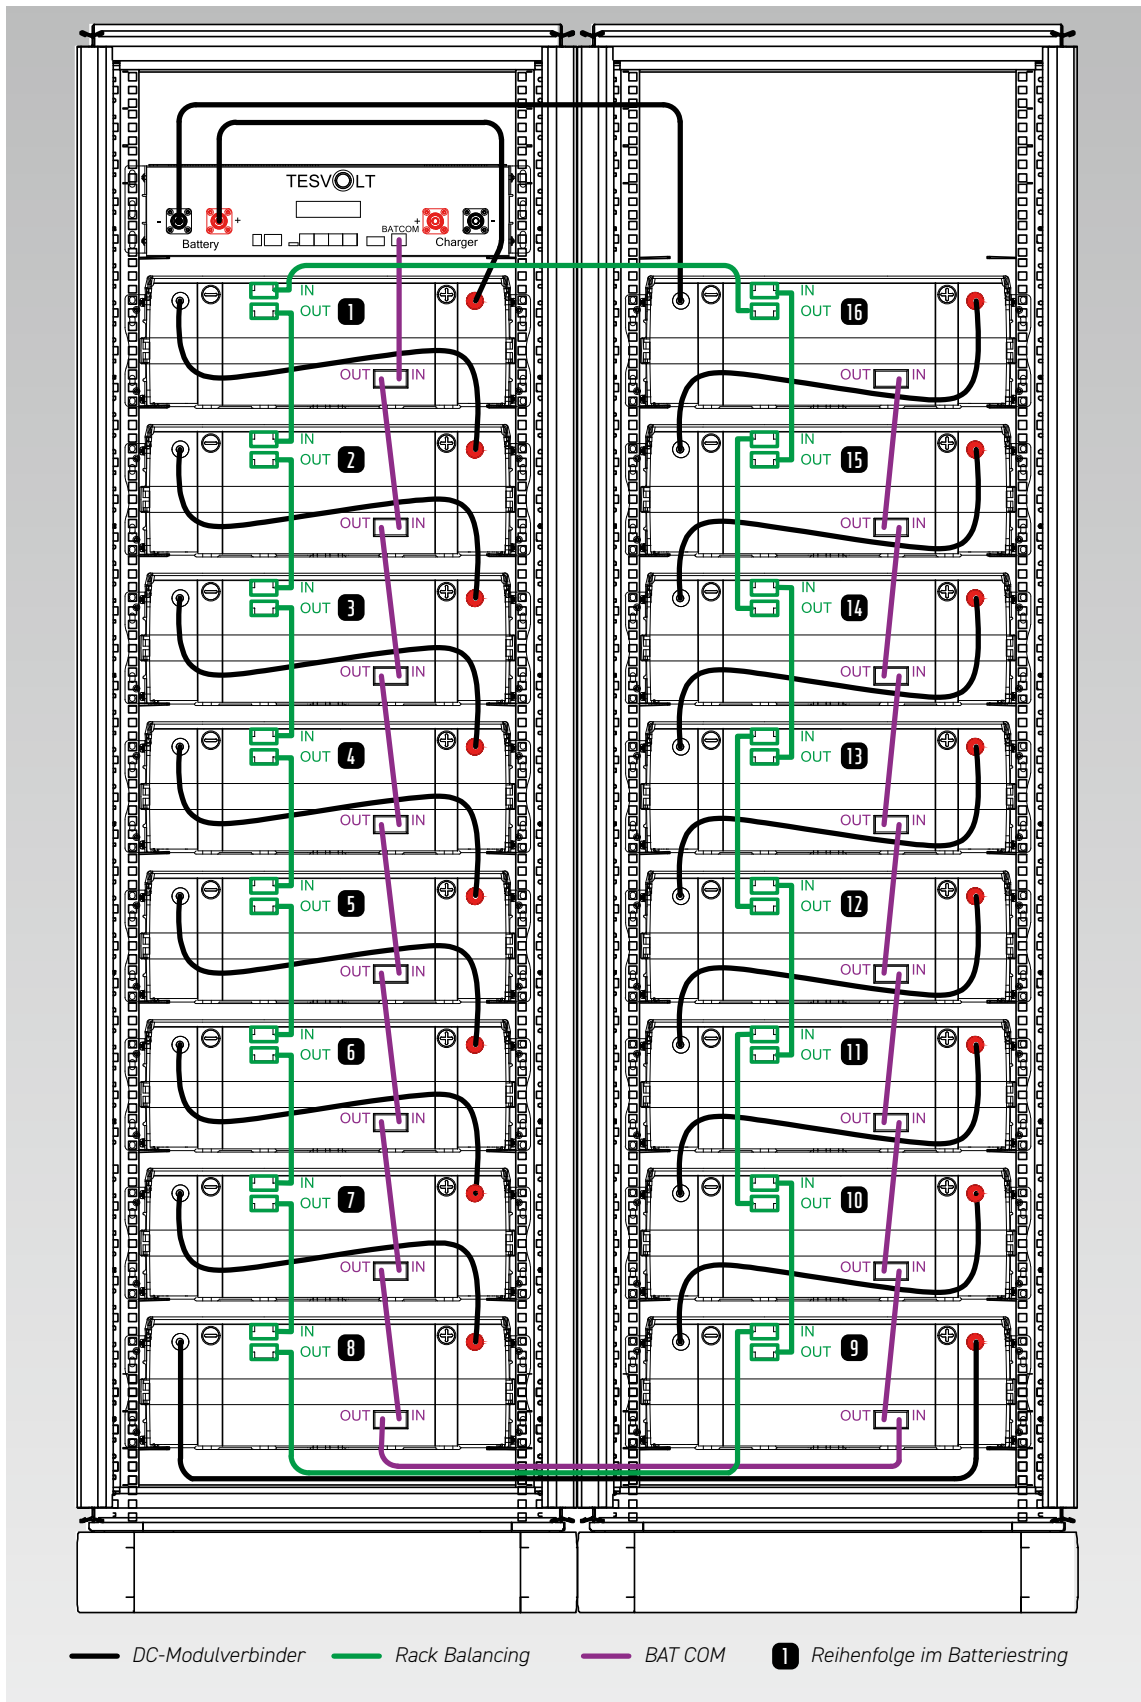 TESVOLT
- + BATCOM + -
Battery Charger
IN IN
OUT 1 OUT 16
OUT IN OUT IN
IN IN
OUT 2 OUT 15
OUT IN OUT IN
IN IN
OUT 3 OUT 14
OUT IN OUT IN
IN IN
OUT 4 OUT 13
OUT IN OUT IN
IN IN
OUT 5 OUT 12
OUT IN OUT IN
IN IN
OUT 6 OUT 11
OUT IN OUT IN
IN IN
OUT 7 OUT 10
OUT IN OUT IN
IN IN
OUT 8 OUT 9
OUT IN OUT IN
DC-Modulverbinder Rack Balancing BAT COM 1 Reihenfolge im Batteriestring